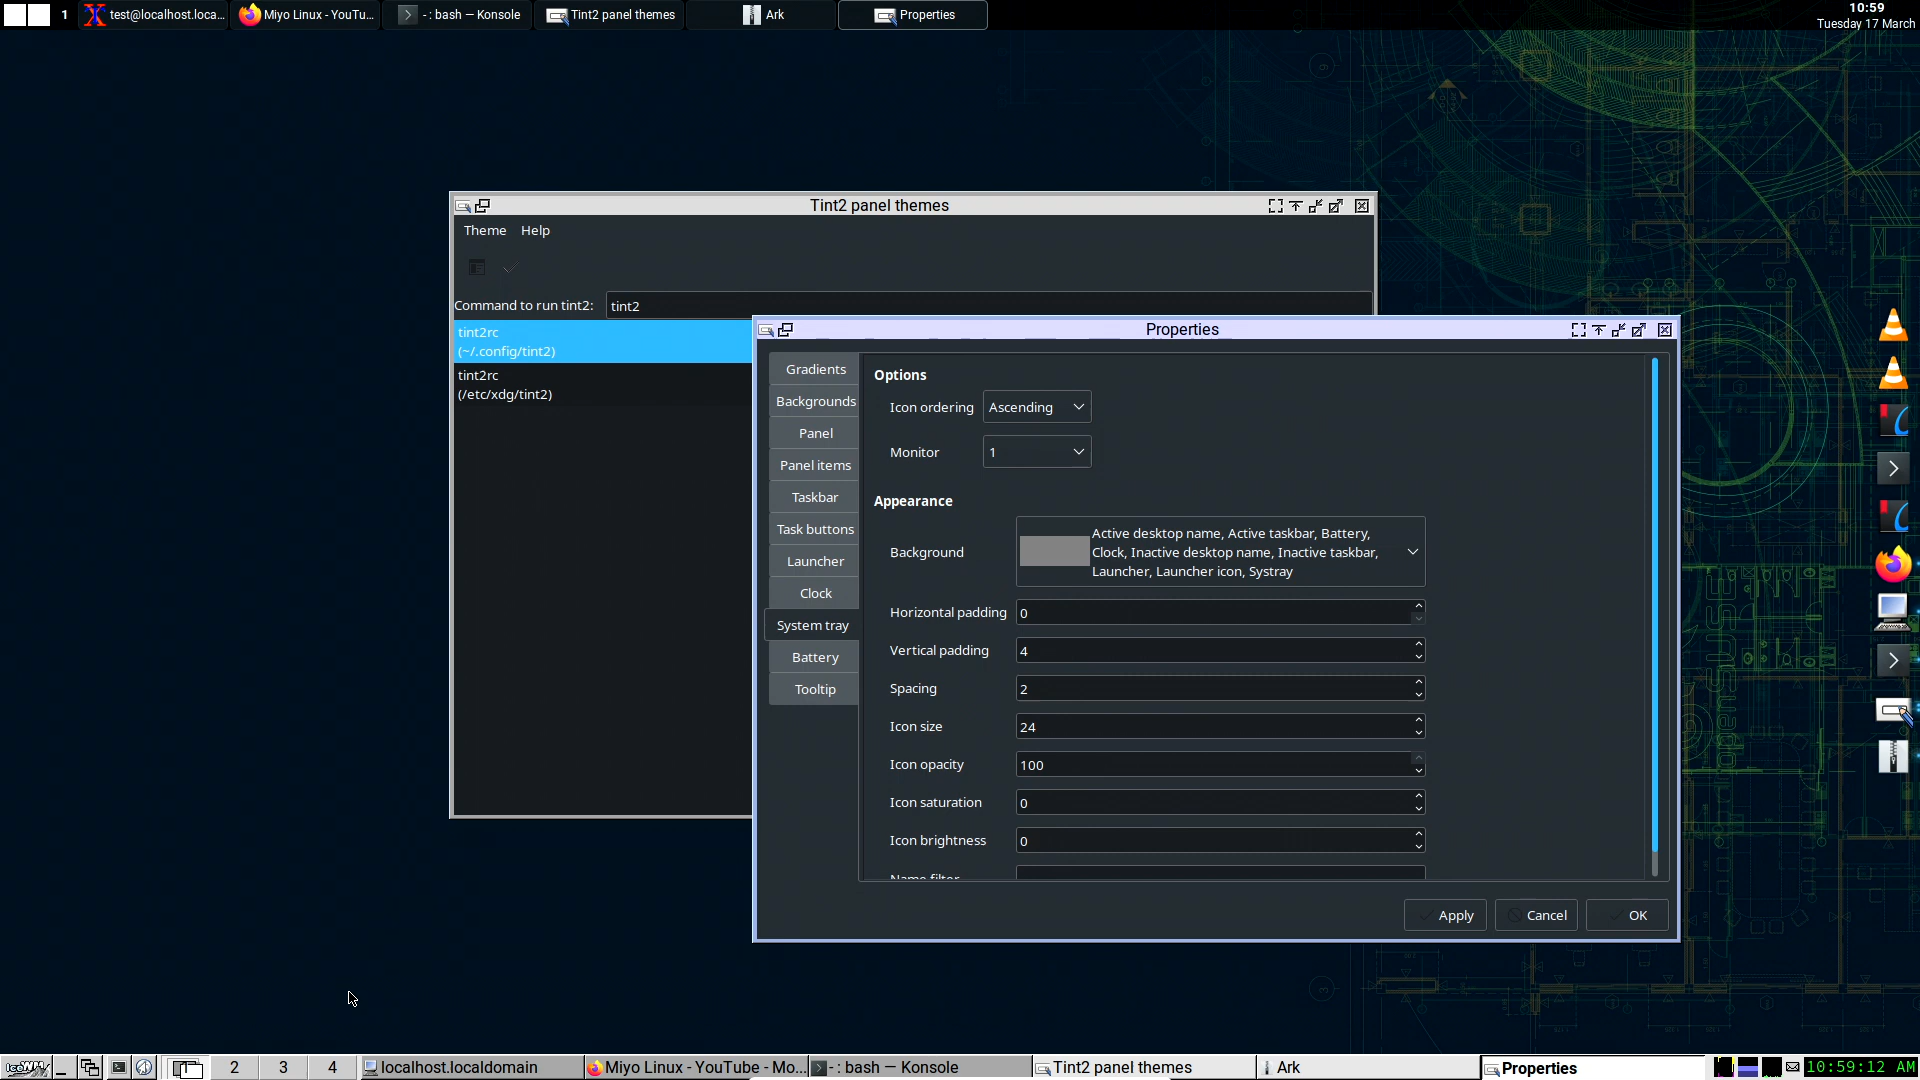 1
test@localhost.loca...
Miyo Linux - YouTu...
- : bash — Konsole
Tint2 panel themes
Ark
Properties
10:59
Tuesday 17 March
Tint2 panel themes
Theme
Help
Command to run tint2:
tint2
tint2rc
(~/.config/tint2)
tint2rc
(/etc/xdg/tint2)
Properties
Gradients
Backgrounds
Panel
Panel items
Taskbar
Task buttons
Launcher
Clock
System tray
Battery
Tooltip
Options
Icon ordering
Ascending
Monitor
1
Appearance
Background
Active desktop name, Active taskbar, Battery,
Clock, Inactive desktop name, Inactive taskbar,
Launcher, Launcher icon, Systray
Horizontal padding
0
Vertical padding
4
Spacing
2
Icon size
24
Icon opacity
100
Icon saturation
0
Icon brightness
0
Name filter
Apply
Cancel
OK
IceWM
2
3
4
localhost.localdomain
Miyo Linux - YouTube - Mo...
- : bash — Konsole
Tint2 panel themes
Ark
Properties
10:59:12 AM